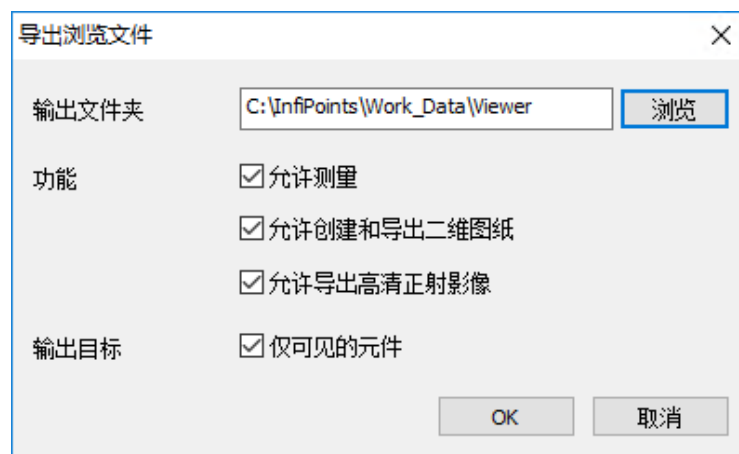 导出浏览文件
输出文件夹 C:\InfiPoints\Work_Data\Viewer 浏览
功能 允许测量
允许创建和导出二维图纸
允许导出高清正射影像
输出目标 仅可见的元件
OK 取消